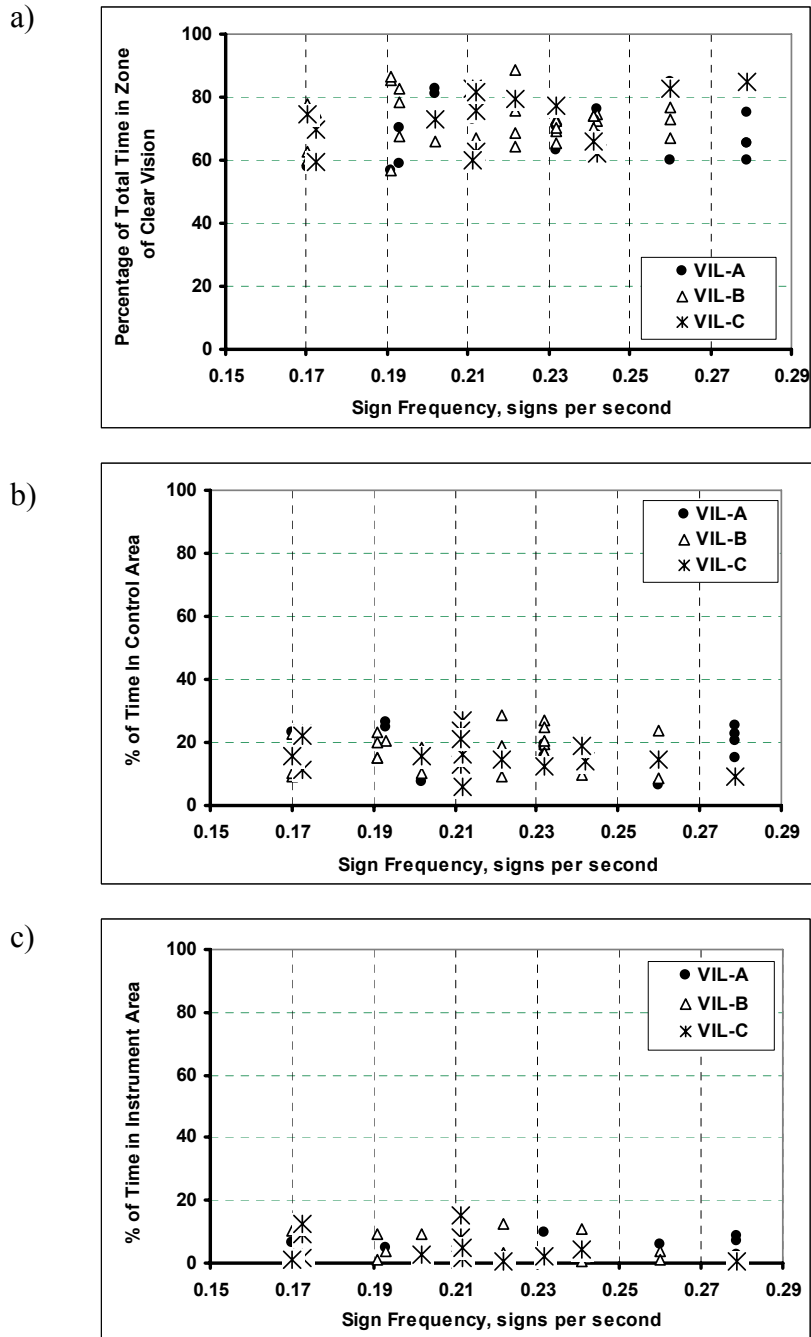 a)
Percentage of Total Time in Zone
of Clear Vision
100
80
60
40
20
0
VIL-A
VIL-B
VIL-C
0.15 0.17 0.19 0.21 0.23 0.25 0.27 0.29
Sign Frequency, signs per second
b)
% of Time In Control Area
100
80
60
40
20
0
VIL-A
VIL-B
VIL-C
0.15 0.17 0.19 0.21 0.23 0.25 0.27 0.29
Sign Frequency, signs per second
c)
% of Time in Instrument Area
100
80
60
40
20
0
VIL-A
VIL-B
VIL-C
0.15 0.17 0.19 0.21 0.23 0.25 0.27 0.29
Sign Frequency, signs per second